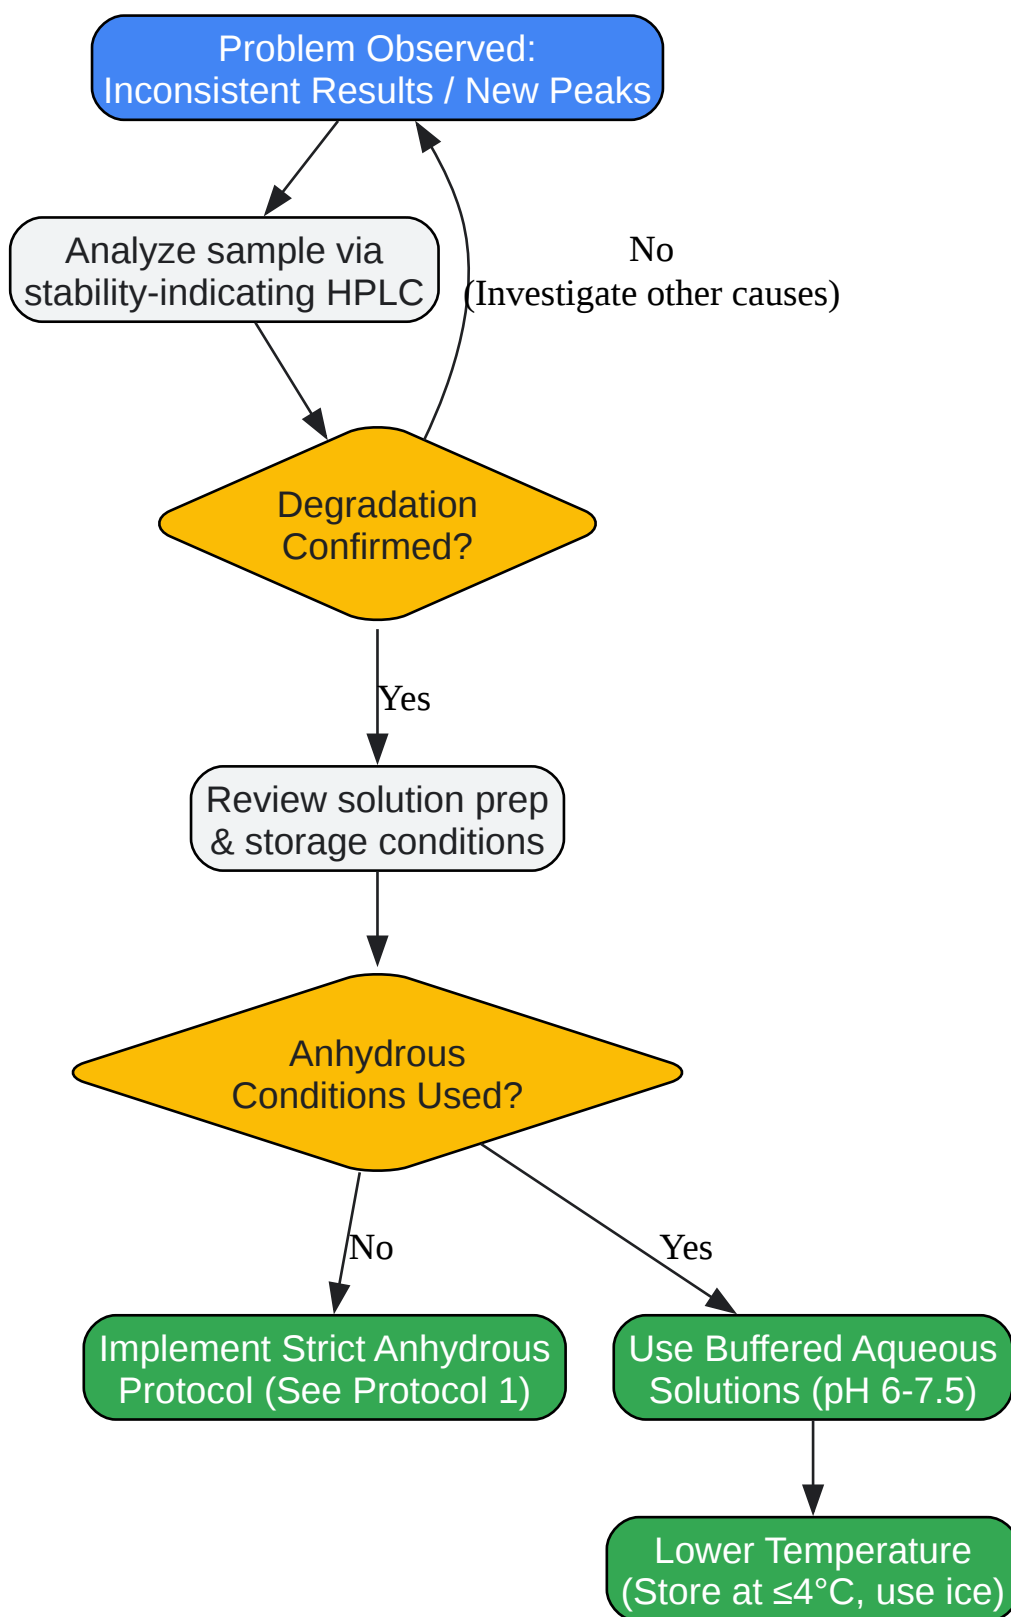 Problem Observed:
Inconsistent Results / New Peaks
Analyze sample via
stability-indicating HPLC
No
(Investigate other causes)
Degradation
Confirmed?
Yes
Review solution prep
& storage conditions
Anhydrous
Conditions Used?
No
Yes
Implement Strict Anhydrous
Protocol (See Protocol 1)
Use Buffered Aqueous
Solutions (pH 6-7.5)
Lower Temperature
(Store at ≤4°C, use ice)